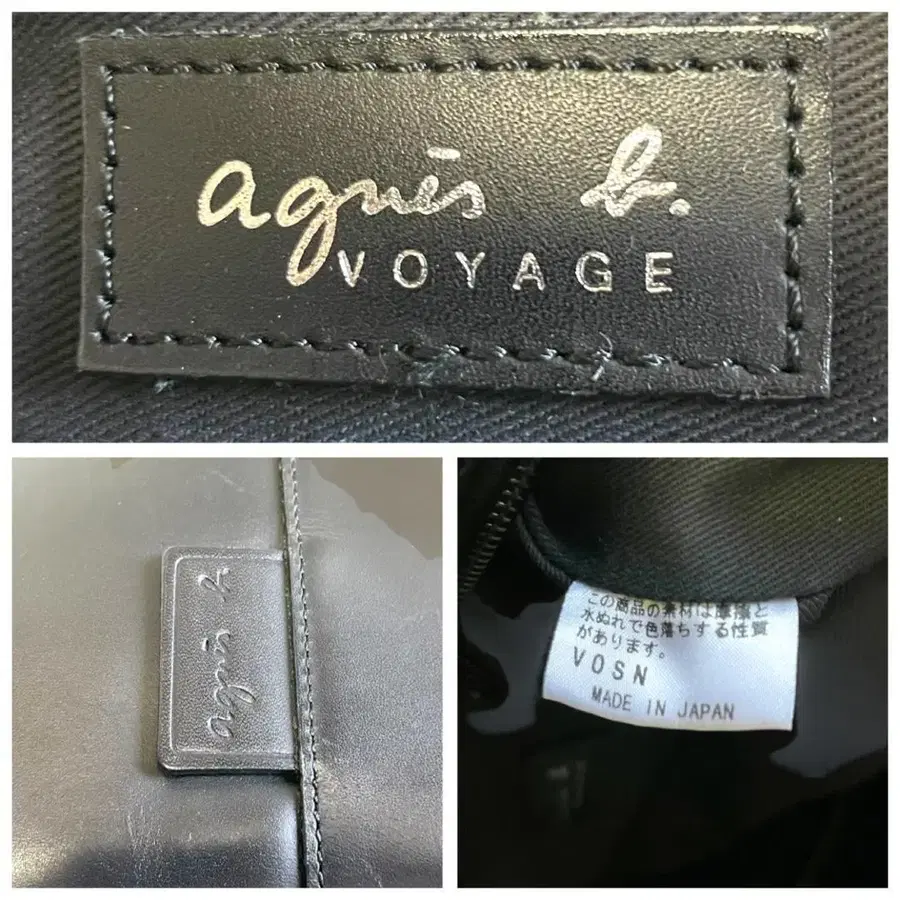 agnès b.
VOYAGE
agnès b.
この商品の素材は摩擦と
水ぬれで色落ちする性質
があります。
VOSN
MADE IN JAPAN